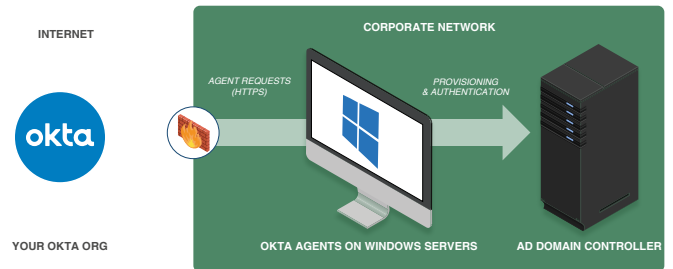 INTERNET
CORPORATE NETWORK
AGENT REQUESTS
(HTTPS)
PROVISIONING
& AUTHENTICATION
okta
YOUR OKTA ORG
OKTA AGENTS ON WINDOWS SERVERS
AD DOMAIN CONTROLLER